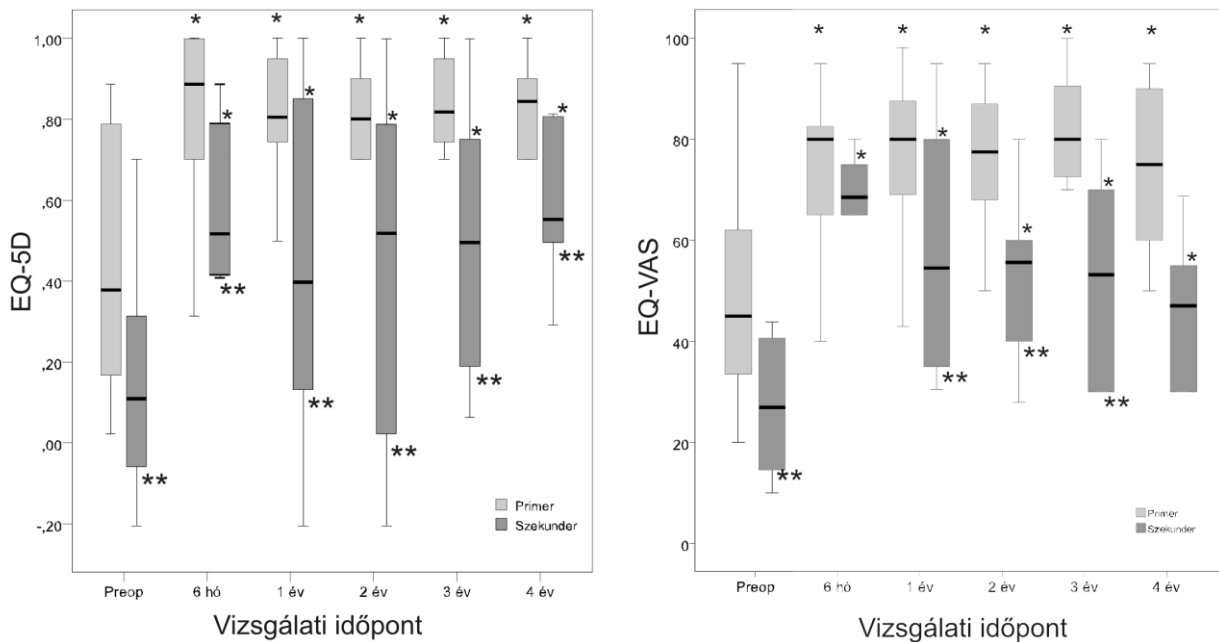 EQ-5D
1,00
,80
,60
,40
,20
,00
-,20
* * * * *
* * * * *
** ** ** ** ** **
Primer
Szekunder
Preop 6 hó 1 év 2 év 3 év 4 év
Vizsgálati időpont
EQ-VAS
100
80
60
40
20
0
* * * * *
* * * * *
** ** ** **
Primer
Szekunder
Preop 6 hó 1 év 2 év 3 év 4 év
Vizsgálati időpont